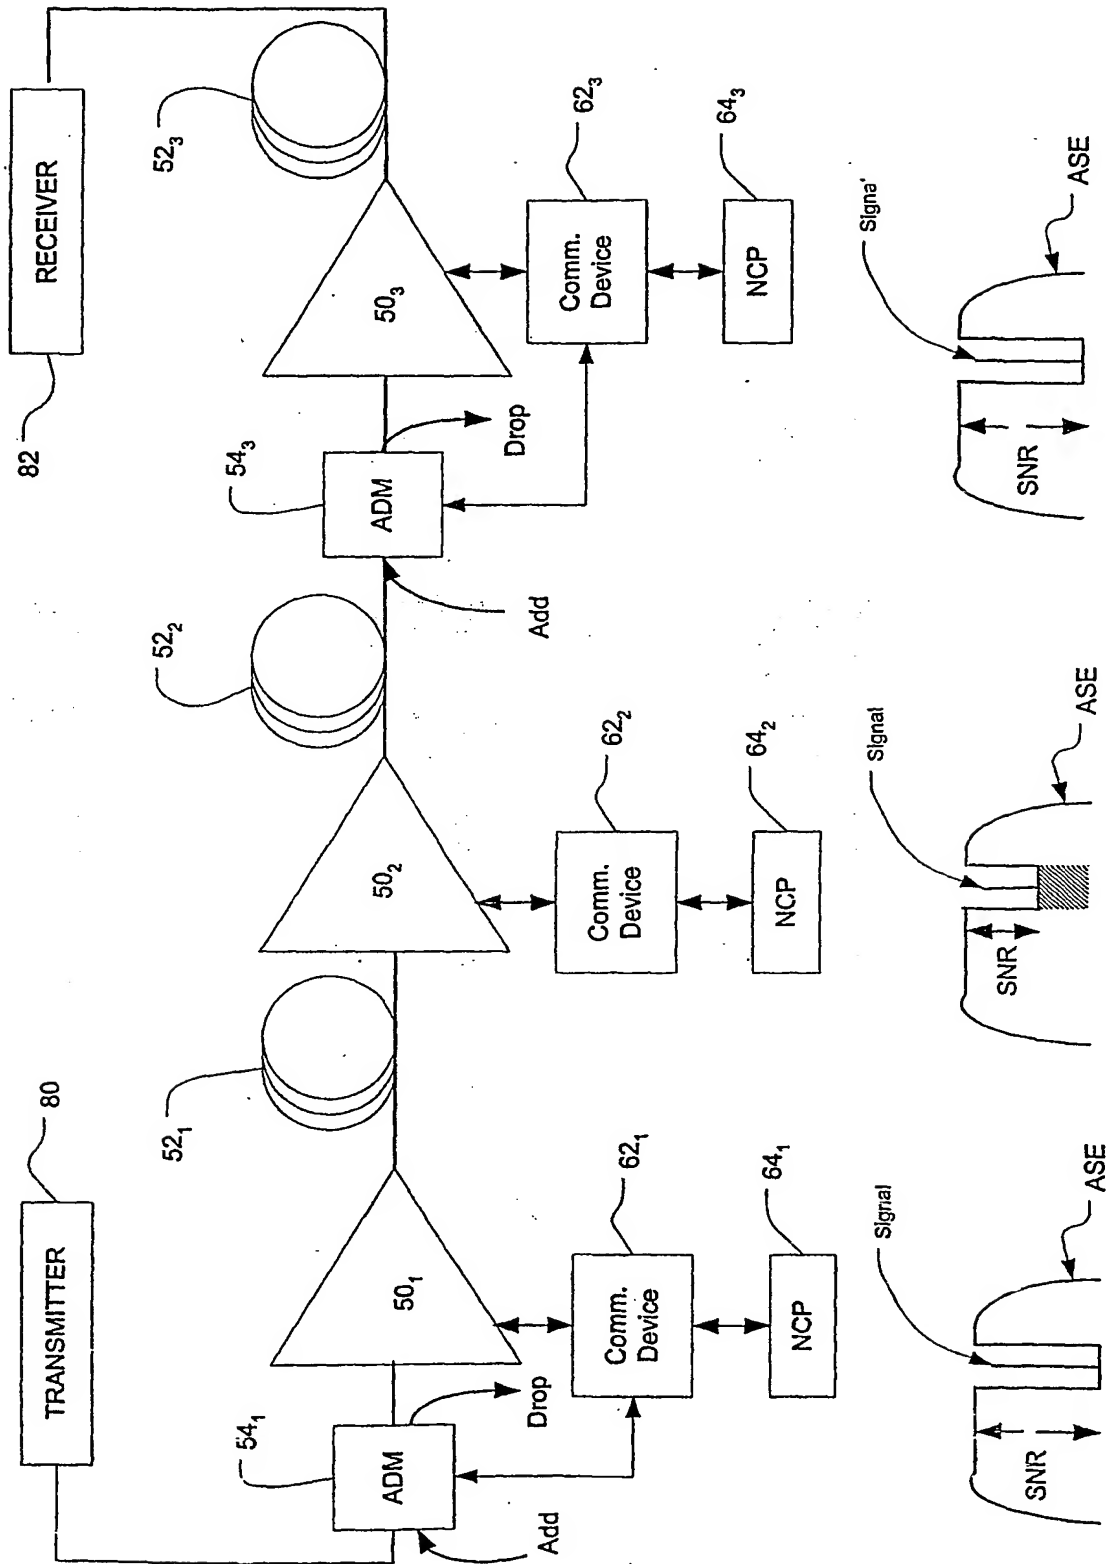 TRANSMITTER
80
RECEIVER
82
52₁
52₂
52₃
54₁
ADM
Add
Drop
50₁
50₂
54₃
ADM
Add
Drop
50₃
Comm.
Device
62₁
Comm.
Device
62₂
Comm.
Device
62₃
NCP
64₁
NCP
64₂
NCP
64₃
SNR
Signal
ASE
SNR
Signal
ASE
SNR
Signa'
ASE